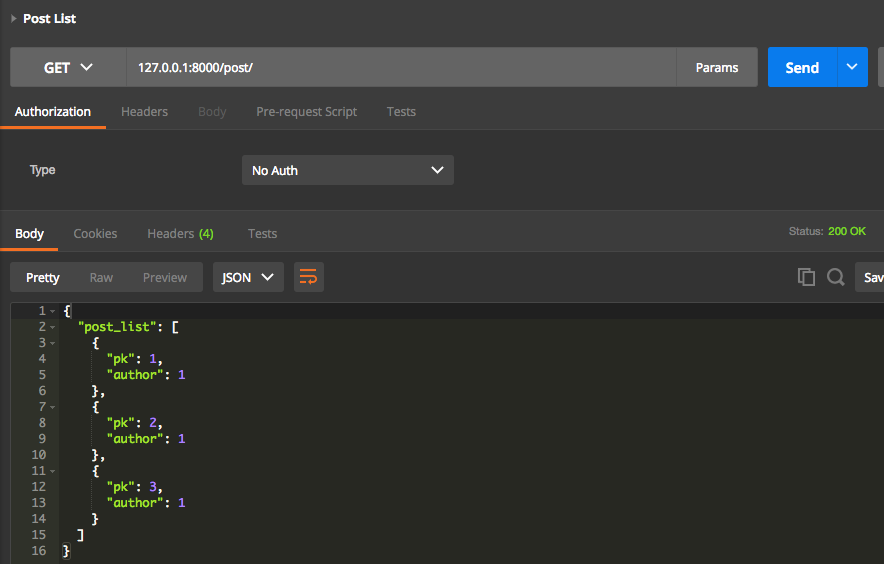 Post List
GET 127.0.0.1:8000/post/ Params Send
Authorization Headers Body Pre-request Script Tests
Type No Auth
Body Cookies Headers (4) Tests Status: 200 OK
Pretty Raw Preview JSON Sav
1 {
2 "post_list": [
3 {
4 "pk": 1,
5 "author": 1
6 },
7 {
8 "pk": 2,
9 "author": 1
10 },
11 {
12 "pk": 3,
13 "author": 1
14 }
15 ]
16 }